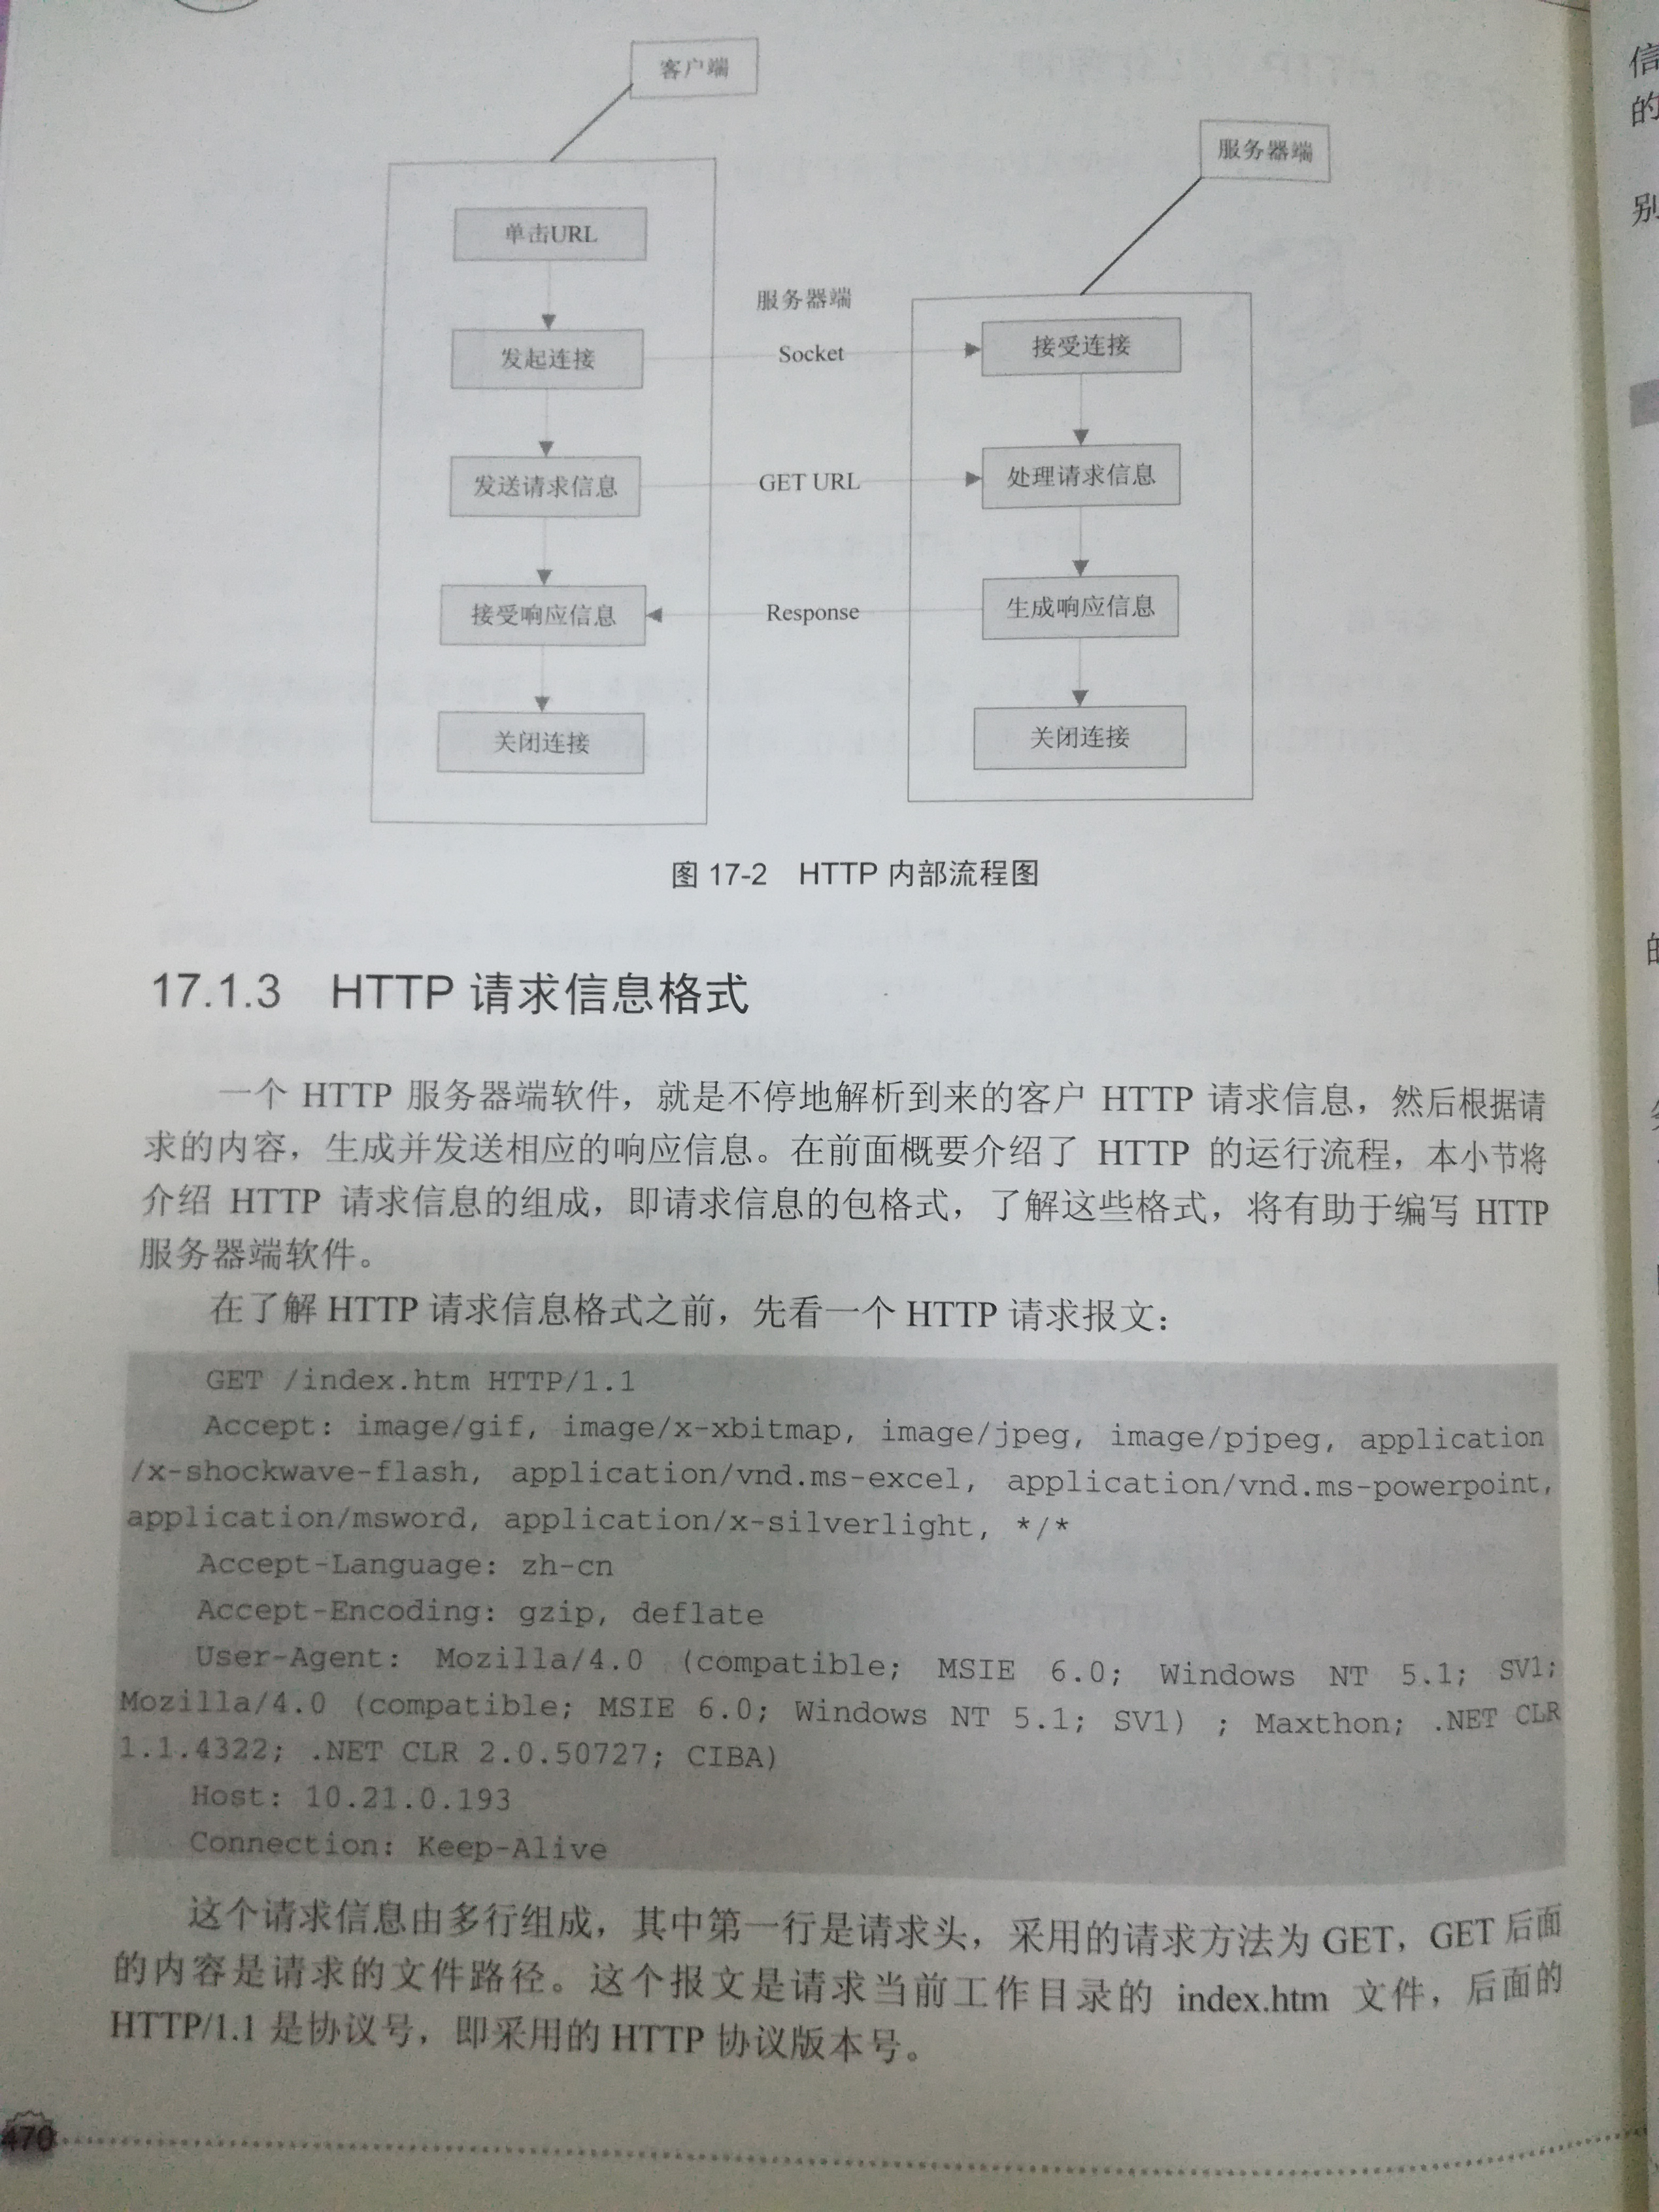 客户端
服务器端
单击URL
服务器端
发起连接
Socket
接受连接
发送请求信息
GET URL
处理请求信息
接受响应信息
Response
生成响应信息
关闭连接
关闭连接
图 17-2 HTTP 内部流程图
17.1.3 HTTP 请求信息格式
一个 HTTP 服务器端软件，就是不停地解析到来的客户 HTTP 请求信息，然后根据请
求的内容，生成并发送相应的响应信息。在前面概要介绍了 HTTP 的运行流程，本小节将
介绍 HTTP 请求信息的组成，即请求信息的包格式，了解这些格式，将有助于编写 HTTP
服务器端软件。
在了解 HTTP 请求信息格式之前，先看一个 HTTP 请求报文：
GET /index.htm HTTP/1.1
Accept: image/gif, image/x-xbitmap, image/jpeg, image/pjpeg, application
/x-shockwave-flash, application/vnd.ms-excel, application/vnd.ms-powerpoint,
application/msword, application/x-silverlight, */*
Accept-Language: zh-cn
Accept-Encoding: gzip, deflate
User-Agent: Mozilla/4.0 (compatible; MSIE 6.0; Windows NT 5.1; SV1;
Mozilla/4.0 (compatible; MSIE 6.0; Windows NT 5.1; SV1) ; Maxthon; .NET CLR
1.1.4322; .NET CLR 2.0.50727; CIBA)
Host: 10.21.0.193
Connection: Keep-Alive
这个请求信息由多行组成，其中第一行是请求头，采用的请求方法为 GET，GET 后面
的内容是请求的文件路径。这个报文是请求当前工作目录的 index.htm 文件，后面的
HTTP/1.1 是协议号，即采用的 HTTP 协议版本号。
470
信
的
别